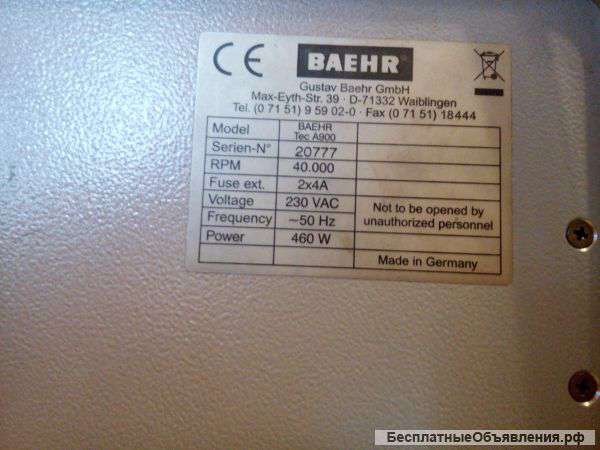 CE BAEHR
Gustav Baehr GmbH
Max-Eyth-Str. 39 · D-71332 Waiblingen
Tel. (0 71 51) 9 59 02-0 · Fax (0 71 51) 18444
Model BAEHR Tec A900
Serien-N° 20777
RPM 40.000
Fuse ext. 2x4A
Voltage 230 VAC
Frequency ~50 Hz
Power 460 W
Not to be opened by
unauthorized personnel
Made in Germany
БесплатныеОбъявления.рф